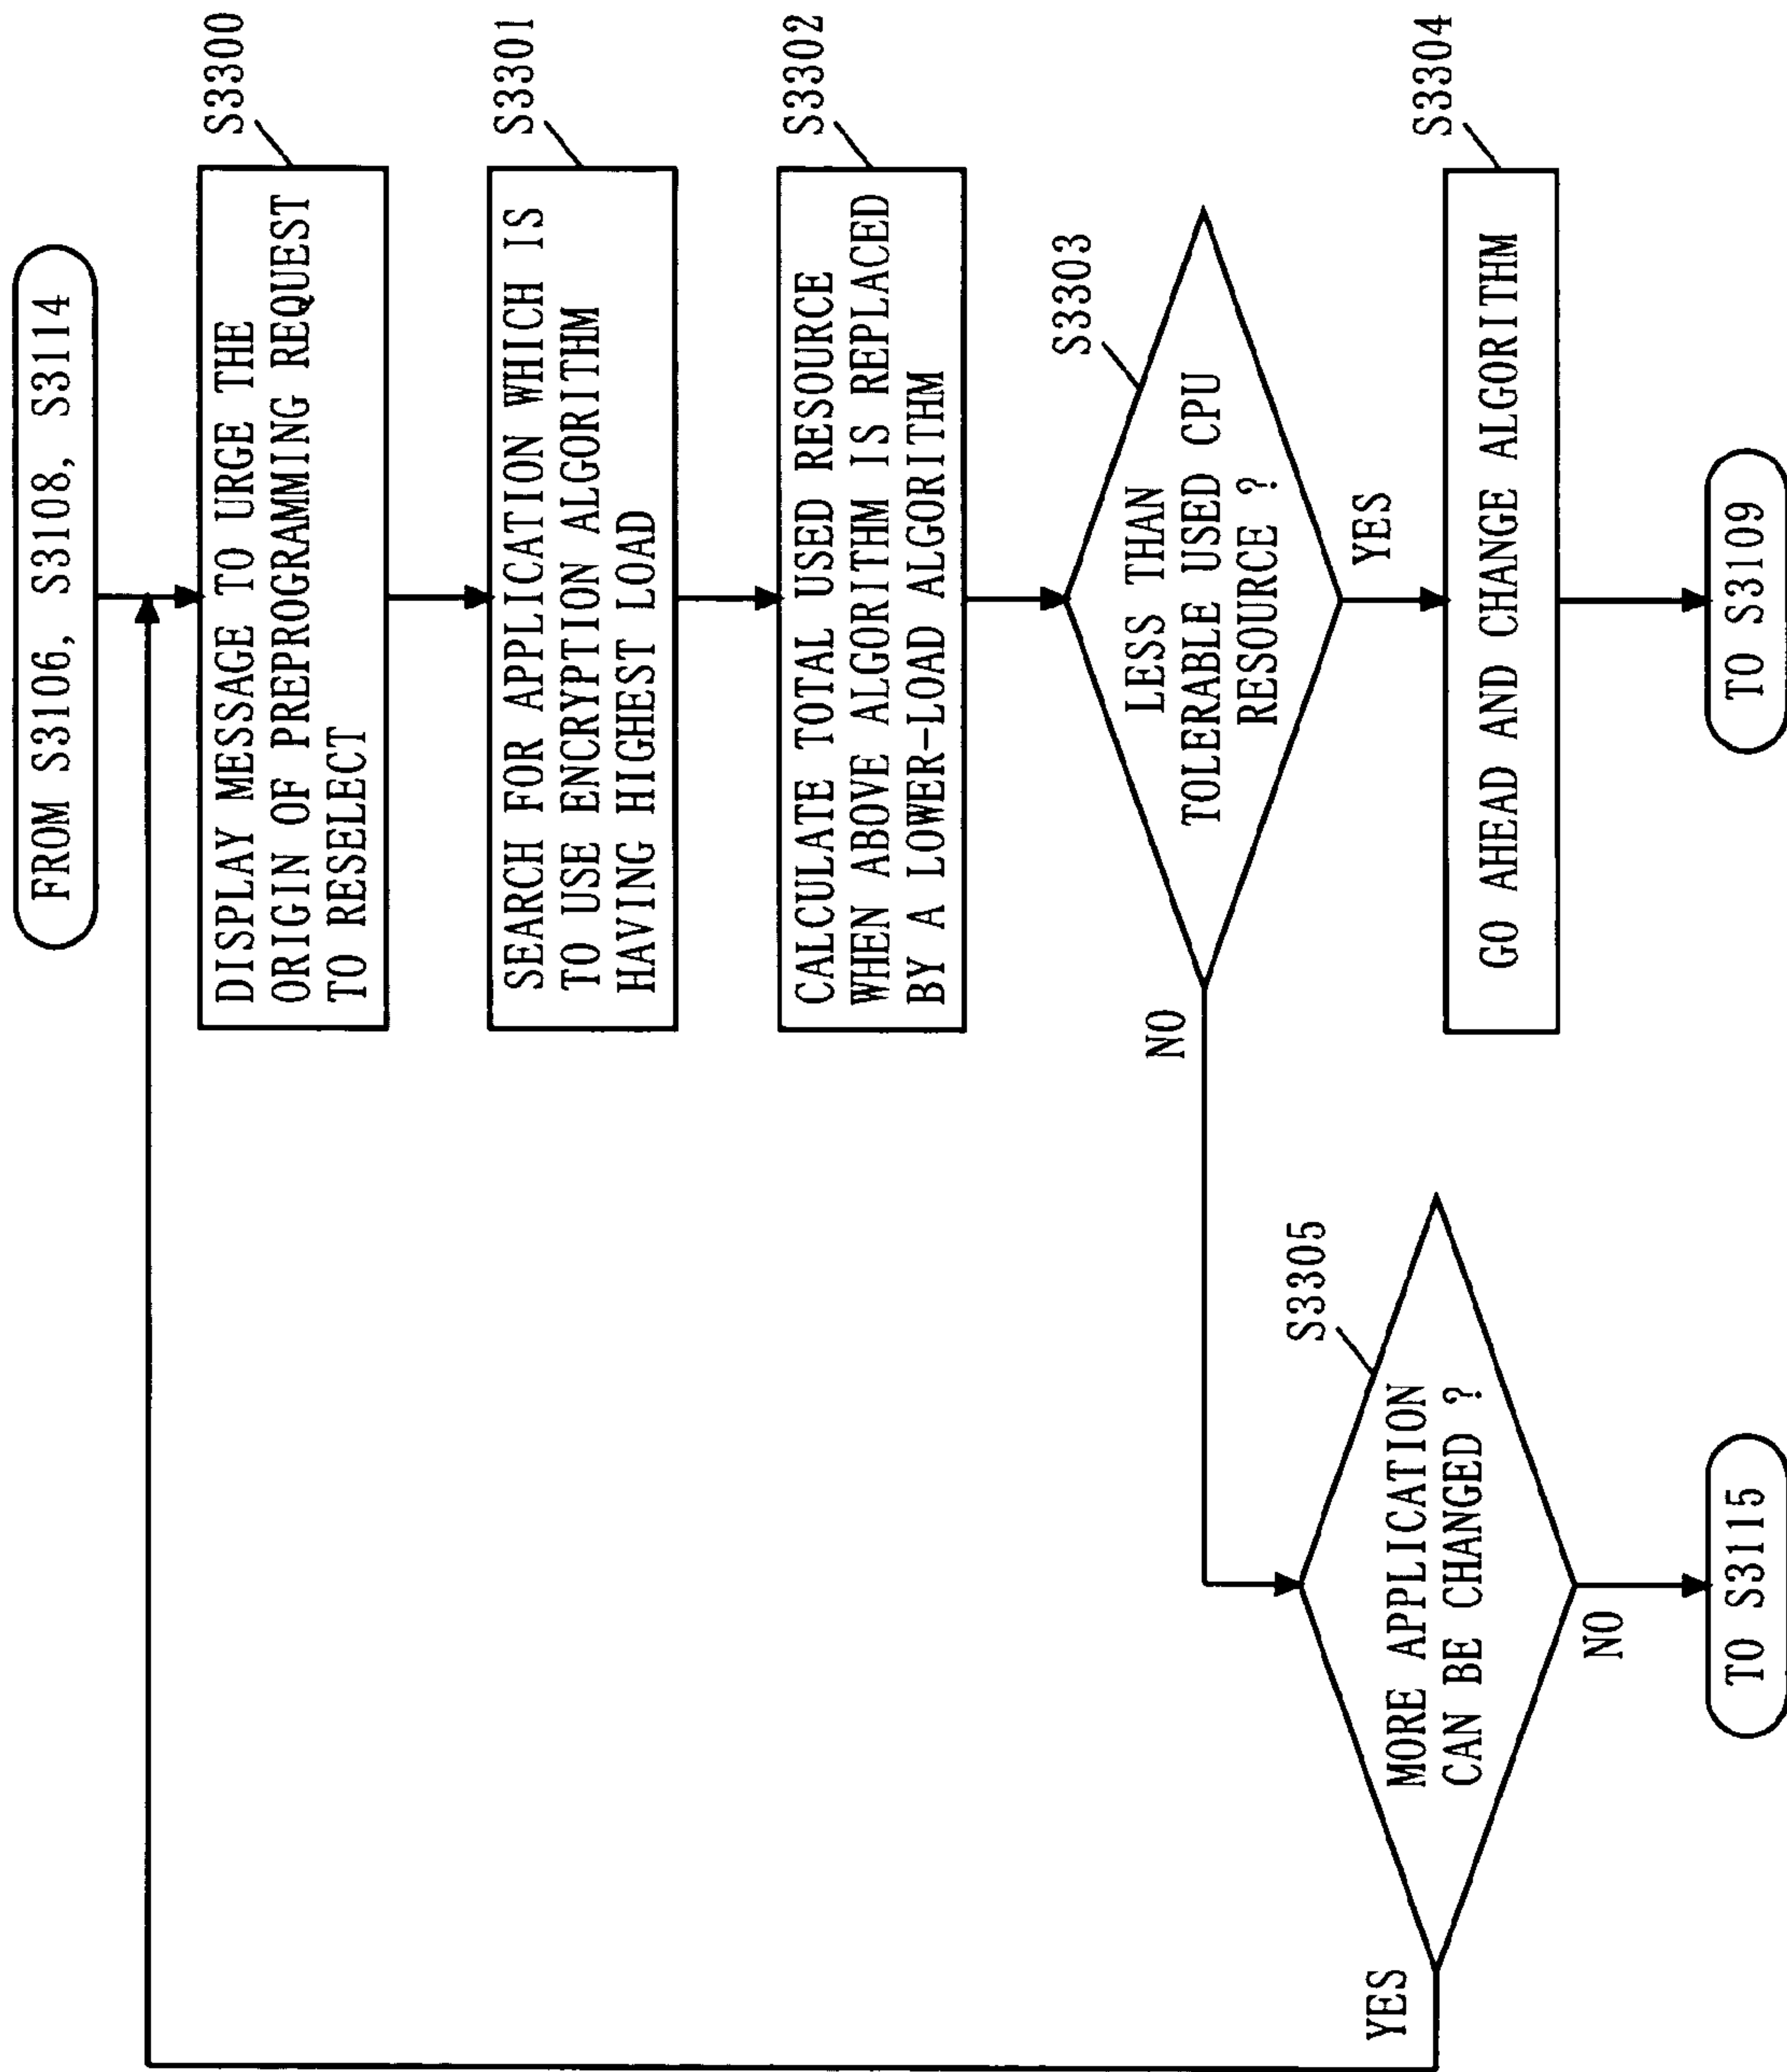 FROM S3106, S3108, S3114
S3300
DISPLAY MESSAGE TO URGE THE
ORIGIN OF PREPROGRAMMING REQUEST
TO RESELECT
S3301
SEARCH FOR APPLICATION WHICH IS
TO USE ENCRYPTION ALGORITHM
HAVING HIGHEST LOAD
S3302
CALCULATE TOTAL USED RESOURCE
WHEN ABOVE ALGORITHM IS REPLACED
BY A LOWER-LOAD ALGORITHM
S3303
LESS THAN
TOLERABLE USED CPU
RESOURCE ?
NO
YES
S3304
GO AHEAD AND CHANGE ALGORITHM
TO S3109
S3305
MORE APPLICATION
CAN BE CHANGED ?
YES
NO
TO S3115